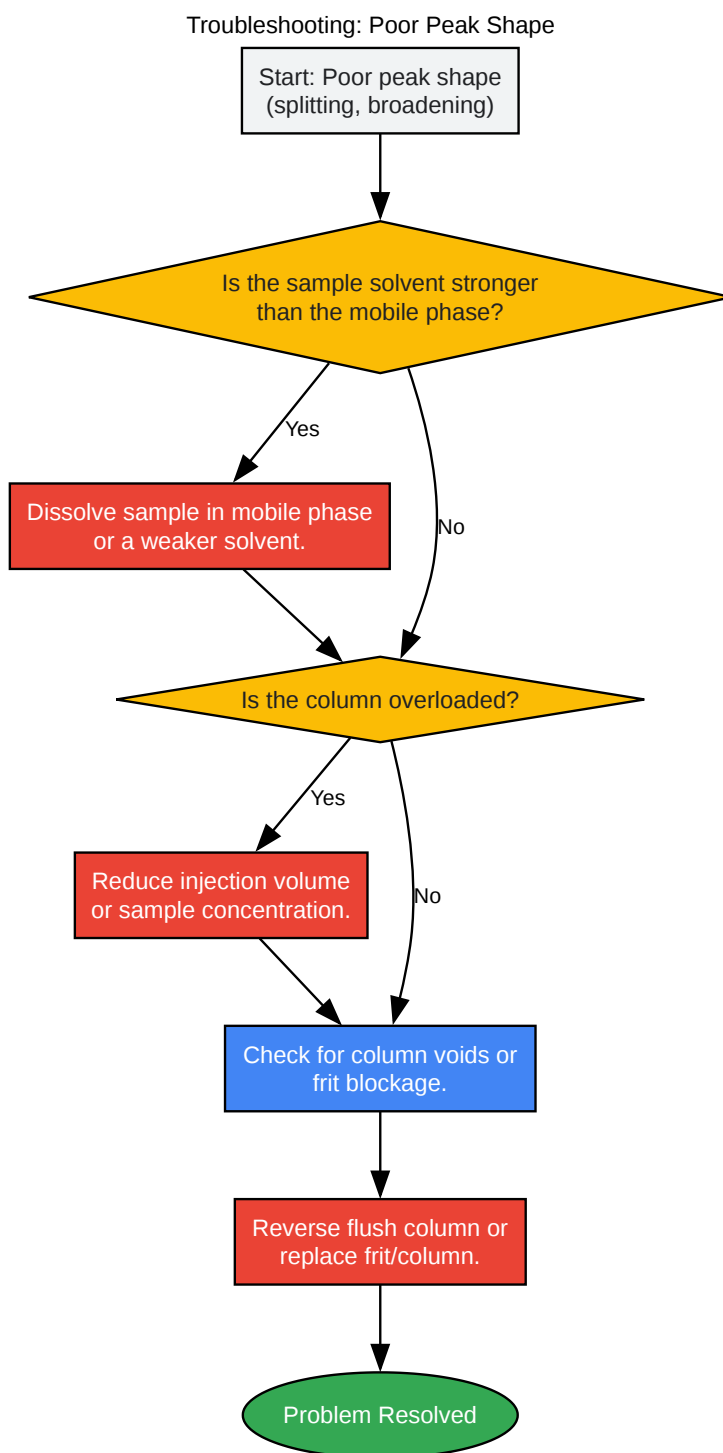 Troubleshooting: Poor Peak Shape
Start: Poor peak shape
(splitting, broadening)
Is the sample solvent stronger
than the mobile phase?
Yes
Dissolve sample in mobile phase
or a weaker solvent.
No
Is the column overloaded?
Yes
Reduce injection volume
or sample concentration.
No
Check for column voids or
frit blockage.
Reverse flush column or
replace frit/column.
Problem Resolved